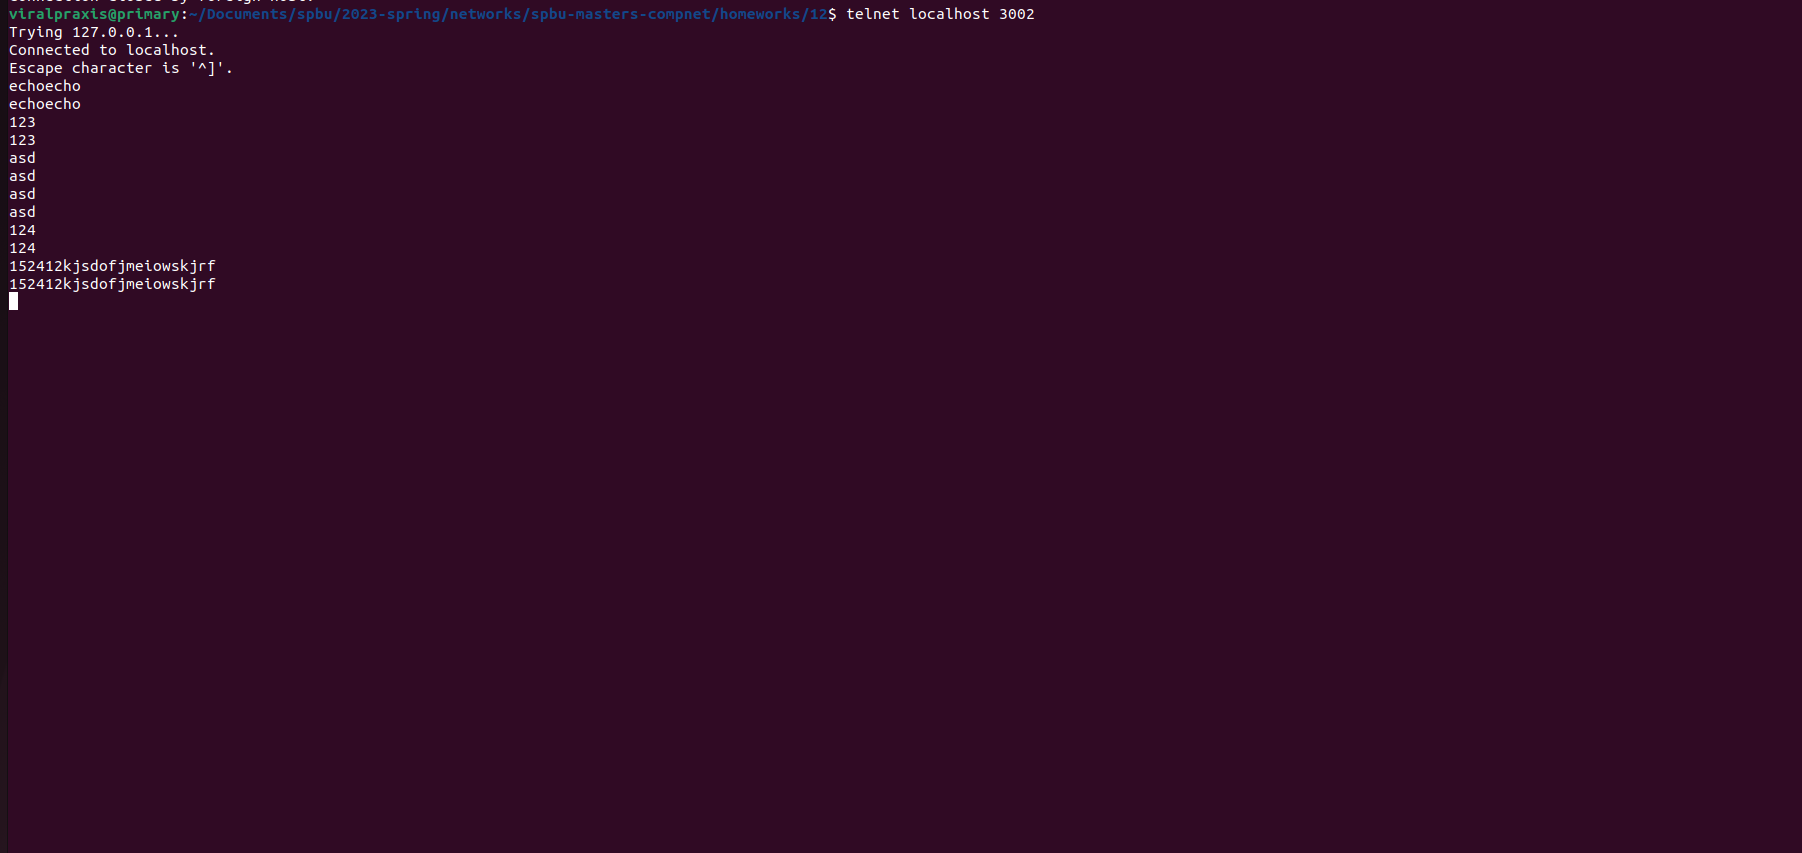 viralpraxis@primary:~/Documents/spbu/2023-spring/networks/spbu-masters-compnet/homeworks/12$ telnet localhost 3002
Trying 127.0.0.1...
Connected to localhost.
Escape character is '^]'.
echoecho
echoecho
123
123
asd
asd
asd
asd
124
124
152412kjsdofjmeiowskjrf
152412kjsdofjmeiowskjrf